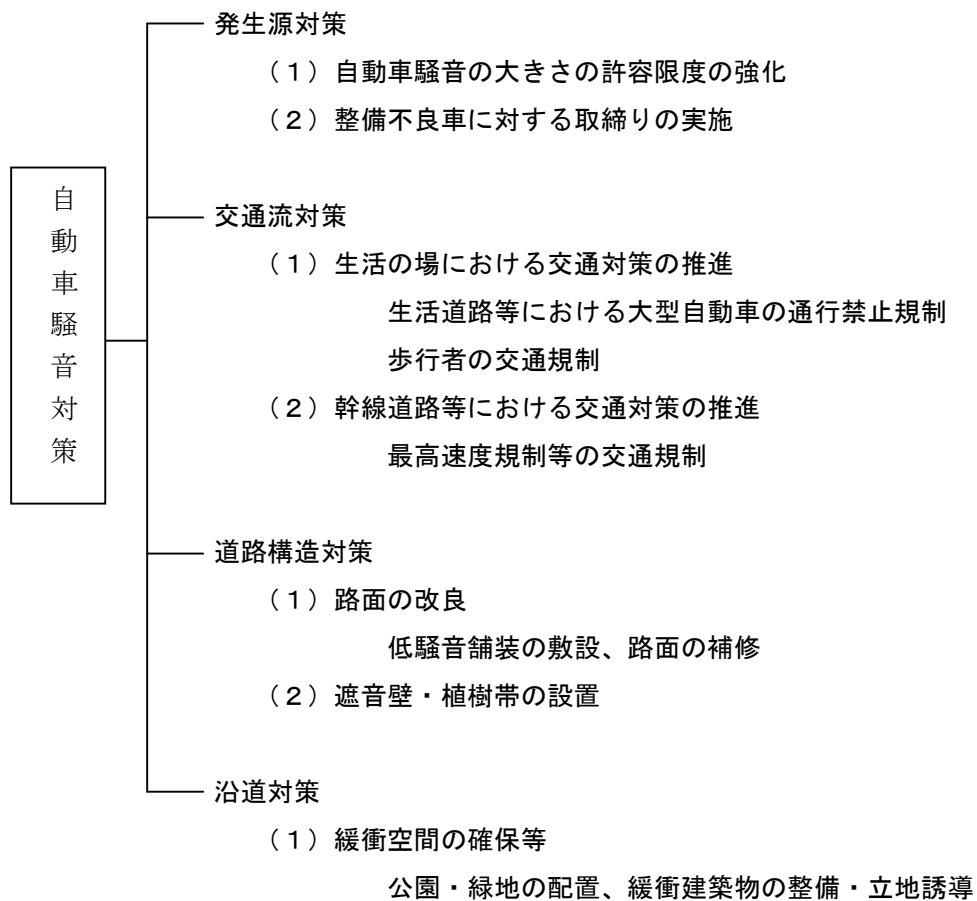 自動車騒音対策
発生源対策
(1)自動車騒音の大きさの許容限度の強化
(2)整備不良車に対する取締りの実施
交通流対策
(1)生活の場における交通対策の推進
生活道路等における大型自動車の通行禁止規制
歩行者の交通規制
(2)幹線道路等における交通対策の推進
最高速度規制等の交通規制
道路構造対策
(1)路面の改良
低騒音舗装の敷設、路面の補修
(2)遮音壁・植樹帯の設置
沿道対策
(1)緩衝空間の確保等
公園・緑地の配置、緩衝建築物の整備・立地誘導